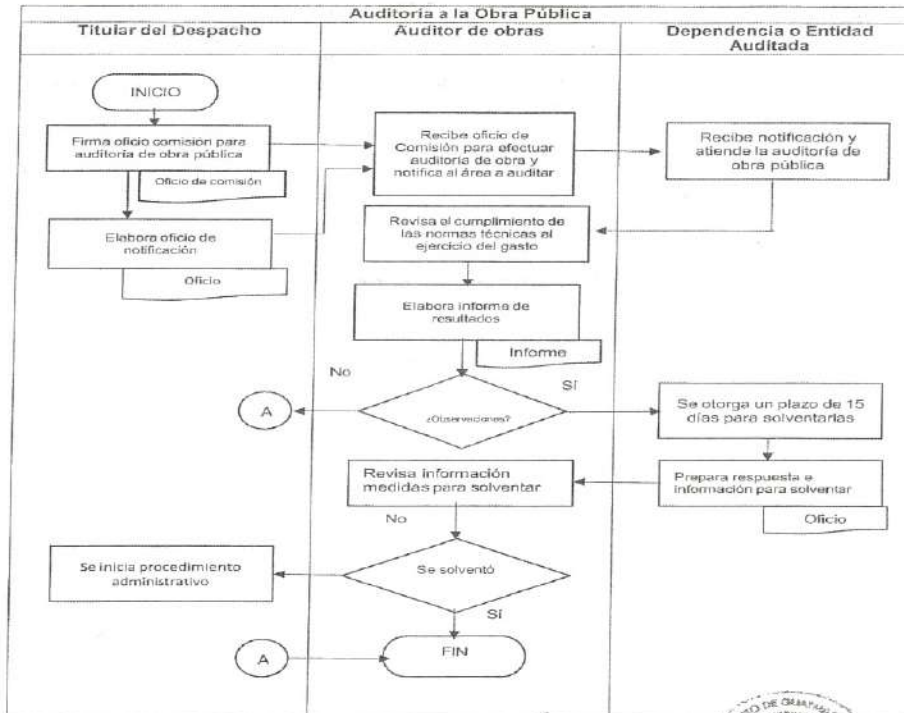 Auditoría a la Obra Pública
Titular del Despacho
Auditor de obras
Dependencia o Entidad
Auditada
INICIO
Firma oficio comisión para
auditoría de obra pública
Oficio de comisión
Elabora oficio de
notificación
Oficio
Recibe oficio de
Comisión para efectuar
auditoría de obra y
notifica al área a auditar
Recibe notificación y
atiende la auditoría de
obra pública
Revisa el cumplimiento de
las normas técnicas al
ejercicio del gasto
Elabora informe de
resultados
Informe
No
Sí
A
¿Observaciones?
Se otorga un plazo de 15
días para solventarlas
Revisa información
medidas para solventar
Prepara respuesta e
información para solventar
Oficio
No
Se inicia procedimiento
administrativo
Se solventó
Sí
A
FIN